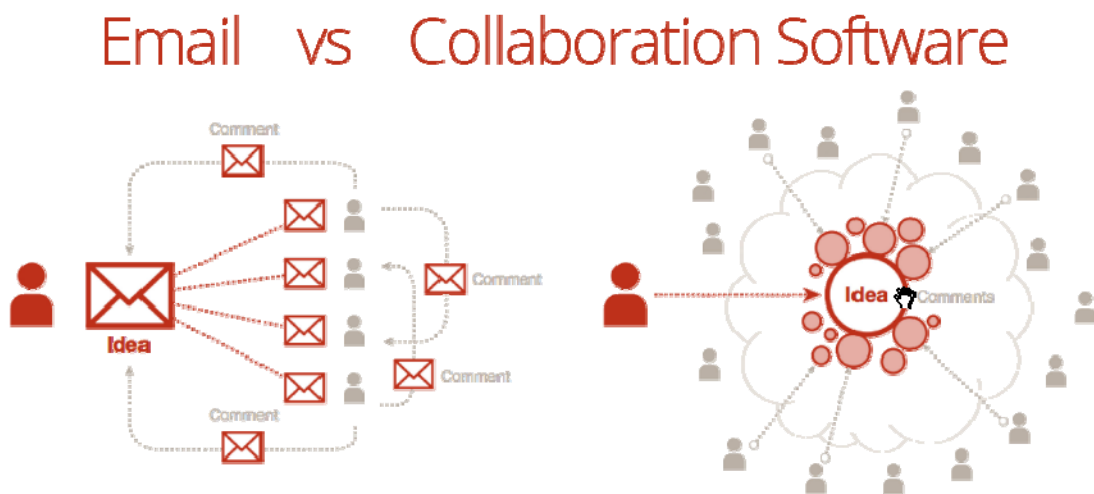 Email vs Collaboration Software
Comment
Comment
Idea
Comment
Comment
Idea
Comments